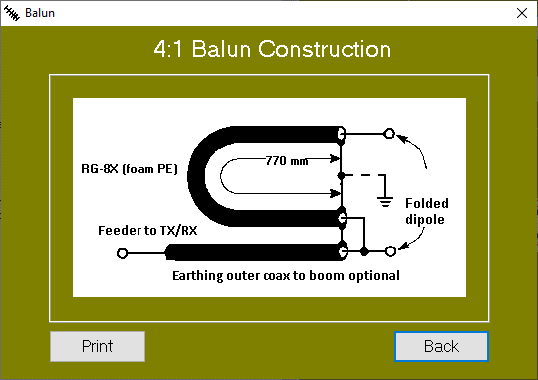 Balun
4:1 Balun Construction
770 mm
RG-8X (foam PE)
Folded
dipole
Feeder to TX/RX
Earthing outer coax to boom optional
Print
Back